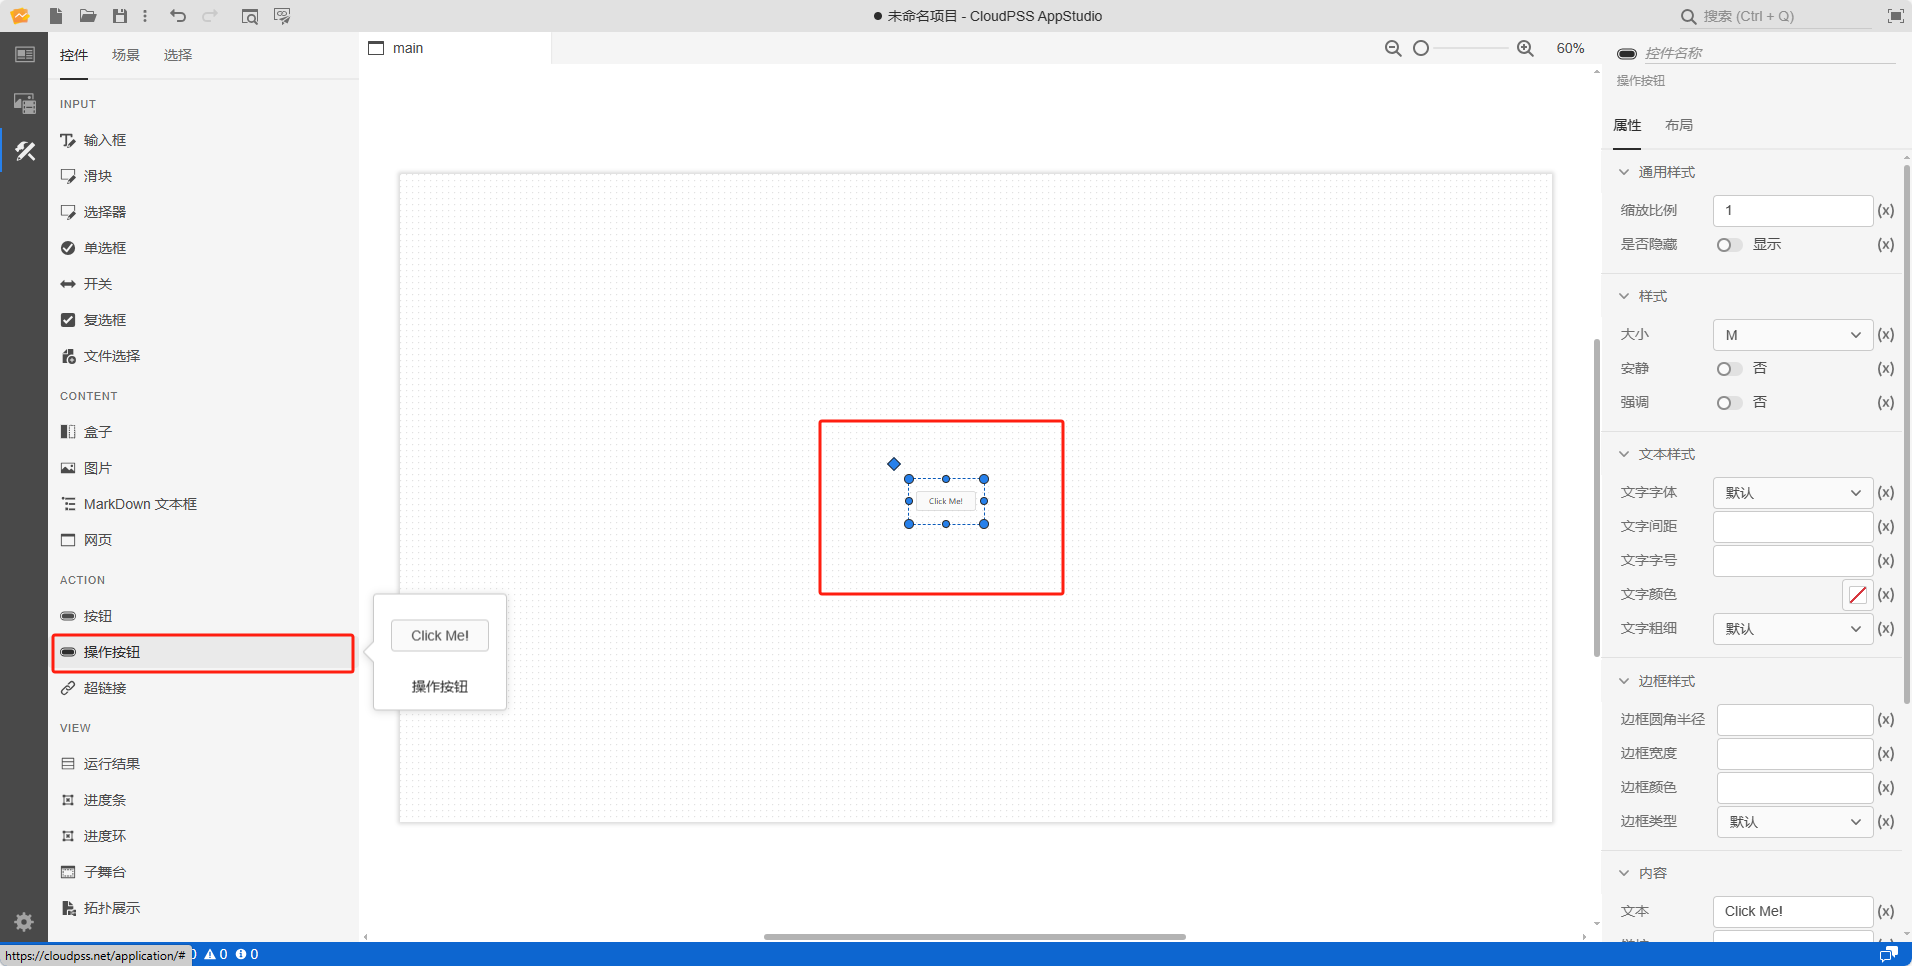 ● 未命名项目 - CloudPSS AppStudio
搜索 (Ctrl + Q)
控件
场景
选择
main
60%
INPUT
输入框
滑块
选择器
单选框
开关
复选框
文件选择
CONTENT
盒子
图片
MarkDown 文本框
网页
ACTION
按钮
操作按钮
超链接
VIEW
运行结果
进度条
进度环
子舞台
拓扑展示
Click Me!
操作按钮
Click Me!
控件名称
操作按钮
属性
布局
通用样式
缩放比例 1 (x)
是否隐藏 显示 (x)
样式
大小 M (x)
安静 否 (x)
强调 否 (x)
文本样式
文字字体 默认 (x)
文字间距 (x)
文字字号 (x)
文字颜色 (x)
文字粗细 默认 (x)
边框样式
边框圆角半径 (x)
边框宽度 (x)
边框颜色 (x)
边框类型 默认 (x)
内容
文本 Click Me! (x)
https://cloudpss.net/application/#
0 0